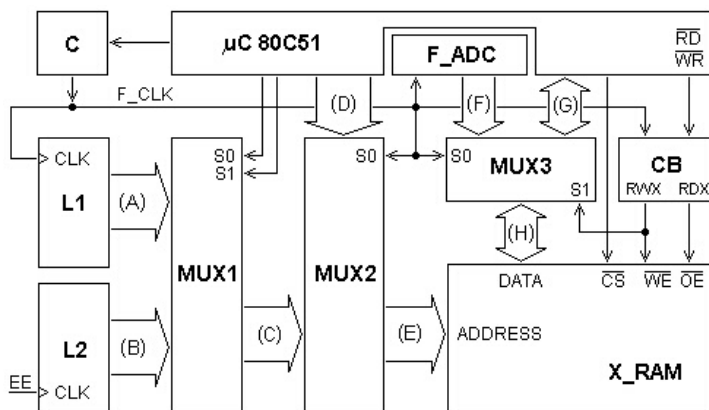 C
μC 80C51
F_ADC
RD
WR
F_CLK
(D)
(F)
(G)
CLK
L1
(A)
S0
S1
MUX1
S0
MUX2
S0
MUX3
S1
CB
RWX
RDX
(H)
L2
(B)
EE
CLK
(C)
(E)
DATA
CS
WE
OE
ADDRESS
X_RAM